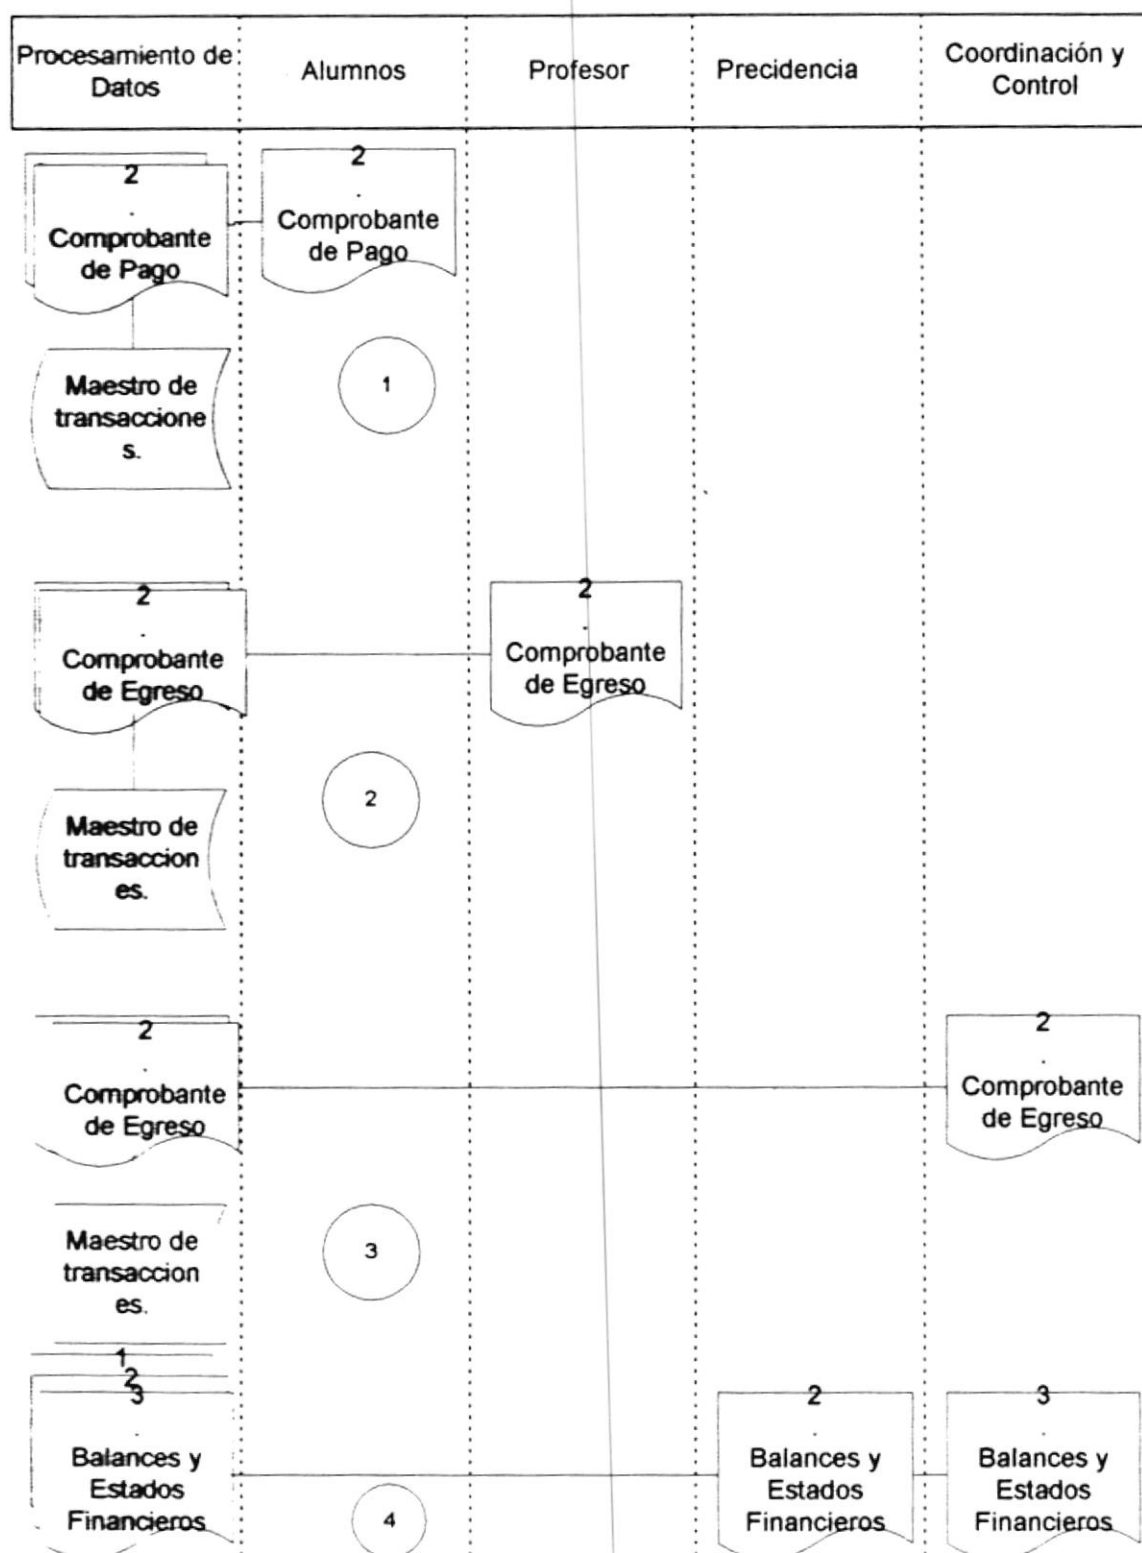 Procesamiento de
Datos
Alumnos
Profesor
Precidencia
Coordinación y
Control
2
.
Comprobante
de Pago
2
.
Comprobante
de Pago
Maestro de
transaccione
s.
1
2
.
Comprobante
de Egreso
2
.
Comprobante
de Egreso
Maestro de
transaccion
es.
2
2
.
Comprobante
de Egreso
2
.
Comprobante
de Egreso
Maestro de
transaccion
es.
3
1
2
3
.
Balances y
Estados
Financieros
2
.
Balances y
Estados
Financieros
3
.
Balances y
Estados
Financieros
4